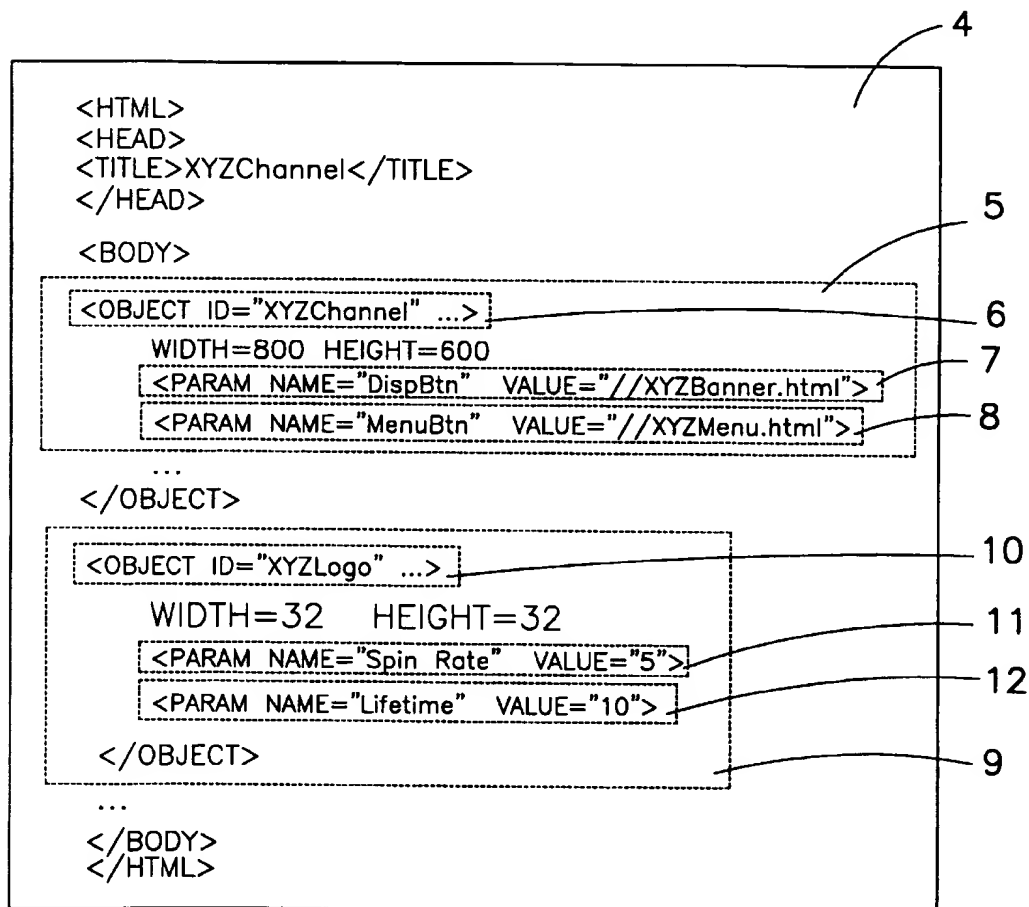 4
<HTML>
<HEAD>
<TITLE>XYZChannel</TITLE>
</HEAD>
5
<BODY>
<OBJECT ID="XYZChannel" ...>
6
WIDTH=800 HEIGHT=600
7
<PARAM NAME="DispBtn" VALUE="//XYZBanner.html">
<PARAM NAME="MenuBtn" VALUE="//XYZMenu.html">
8
...
</OBJECT>
<OBJECT ID="XYZLogo" ...>
10
WIDTH=32 HEIGHT=32
11
<PARAM NAME="Spin Rate" VALUE="5">
<PARAM NAME="Lifetime" VALUE="10">
12
</OBJECT>
9
...
</BODY>
</HTML>